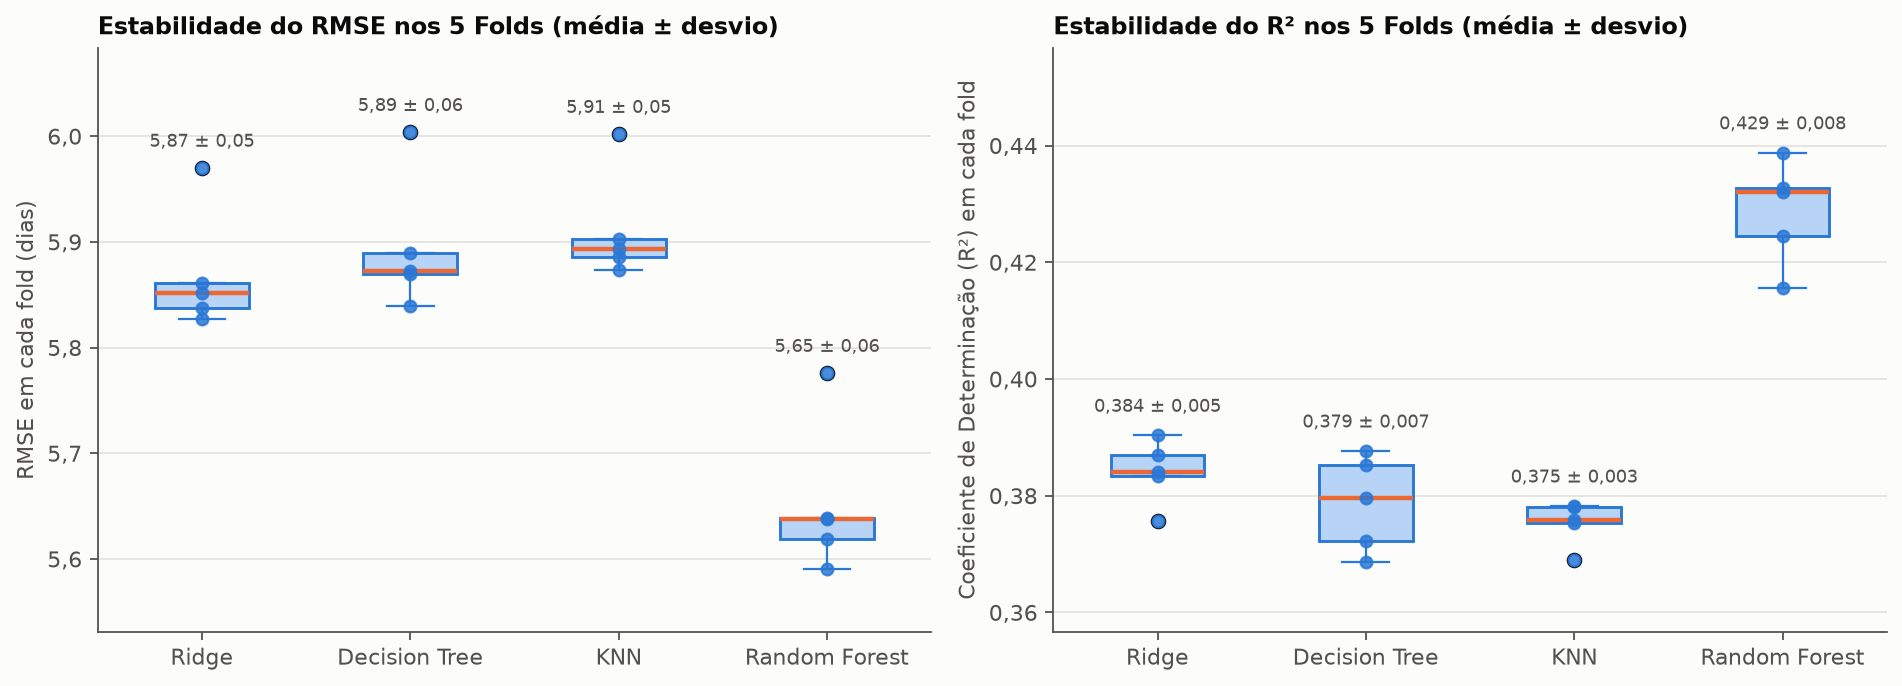 Estabilidade do RMSE nos 5 Folds (média ± desvio)
RMSE em cada fold (dias)
6,0
5,9
5,8
5,7
5,6
5,87 ± 0,05
5,89 ± 0,06
5,91 ± 0,05
5,65 ± 0,06
Ridge
Decision Tree
KNN
Random Forest
Estabilidade do R² nos 5 Folds (média ± desvio)
Coeficiente de Determinação (R²) em cada fold
0,44
0,42
0,40
0,38
0,36
0,384 ± 0,005
0,379 ± 0,007
0,375 ± 0,003
0,429 ± 0,008
Ridge
Decision Tree
KNN
Random Forest